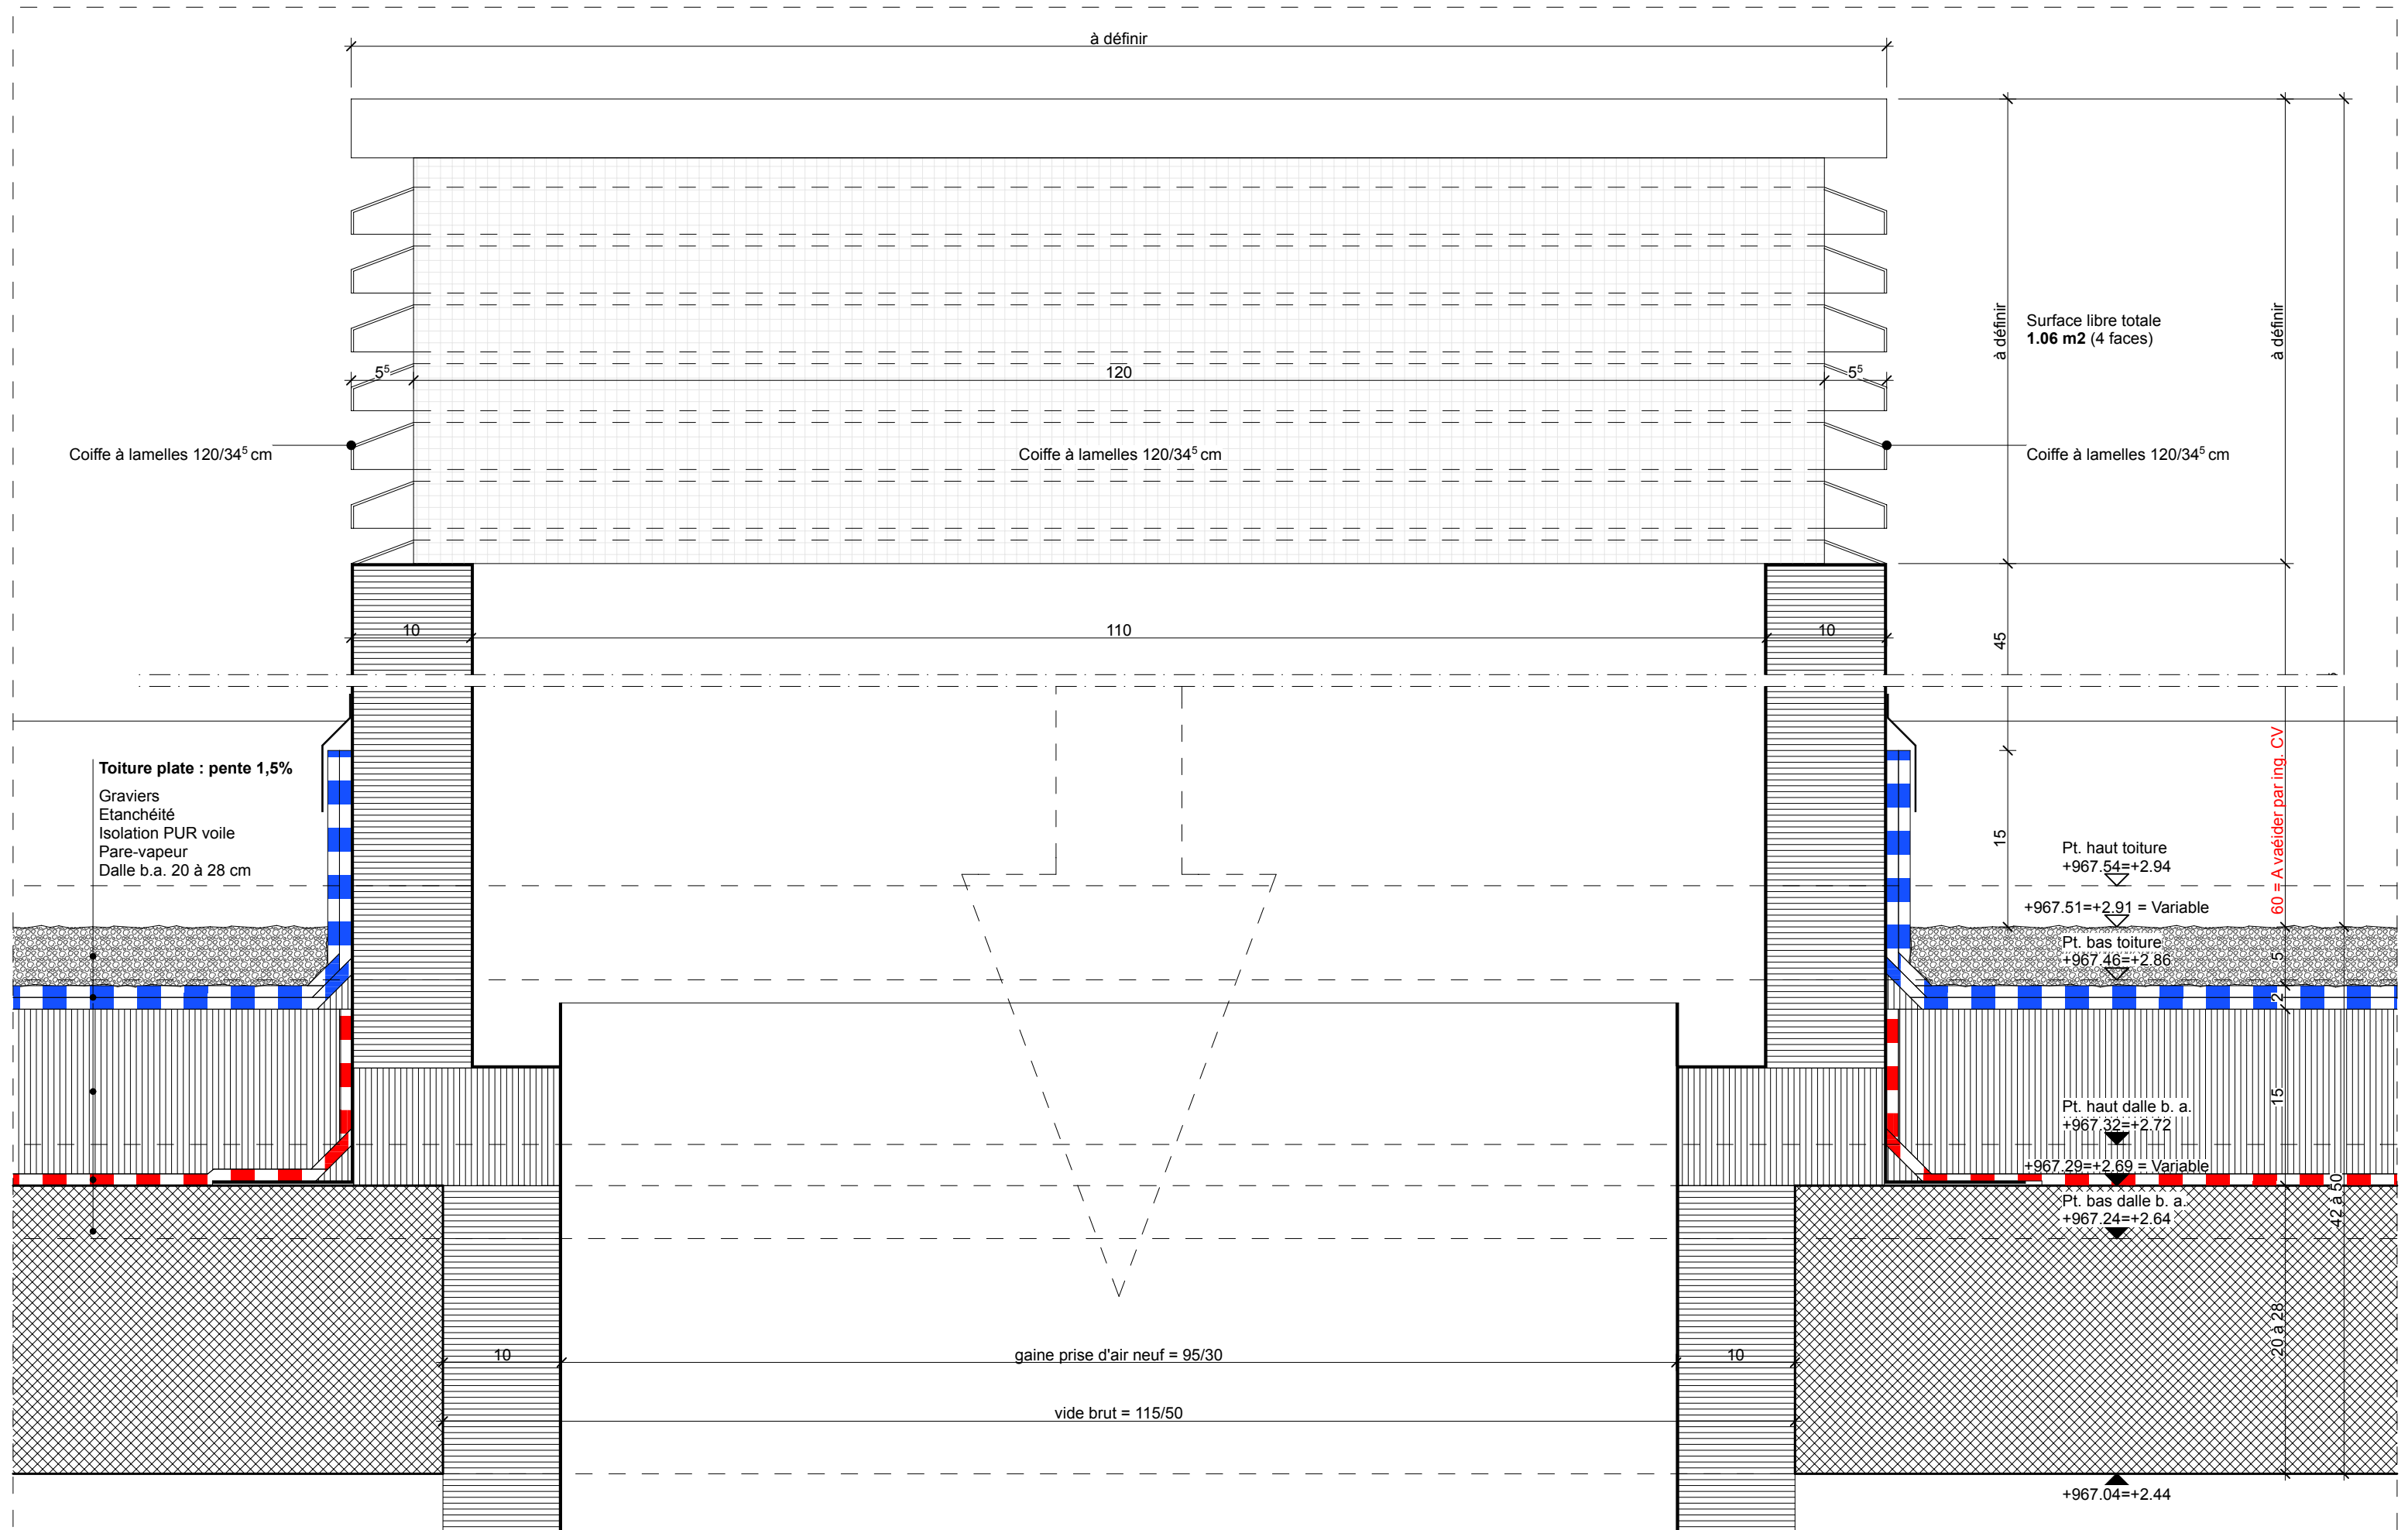 à définir
à définir
Surface libre totale
1.06 m2 (4 faces)
à définir
5⁵
120
5⁵
Coiffe à lamelles 120/34⁵ cm
Coiffe à lamelles 120/34⁵ cm
Coiffe à lamelles 120/34⁵ cm
10
110
10
45
Toiture plate : pente 1,5%
Graviers
Etanchéité
Isolation PUR voile
Pare-vapeur
Dalle b.a. 20 à 28 cm
15
60 = A vaéider par ing. CV
Pt. haut toiture
+967.54=+2.94
+967.51=+2.91 = Variable
Pt. bas toiture
+967.46=+2.86
5
2
15
Pt. haut dalle b. a.
+967.32=+2.72
+967.29=+2.69 = Variable
Pt. bas dalle b. a.
+967.24=+2.64
42 à 50
20 à 28
10
gaine prise d'air neuf = 95/30
10
vide brut = 115/50
+967.04=+2.44